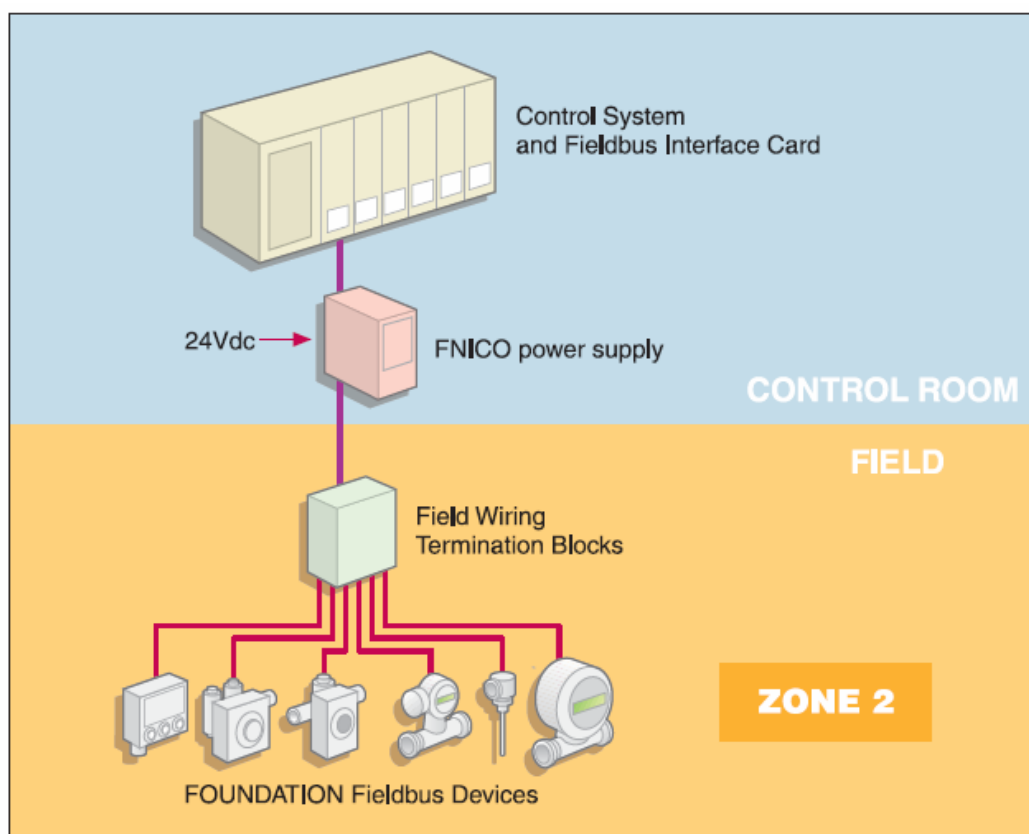 Control System
and Fieldbus Interface Card
24Vdc
FNICO power supply
CONTROL ROOM
FIELD
Field Wiring
Termination Blocks
ZONE 2
FOUNDATION Fieldbus Devices